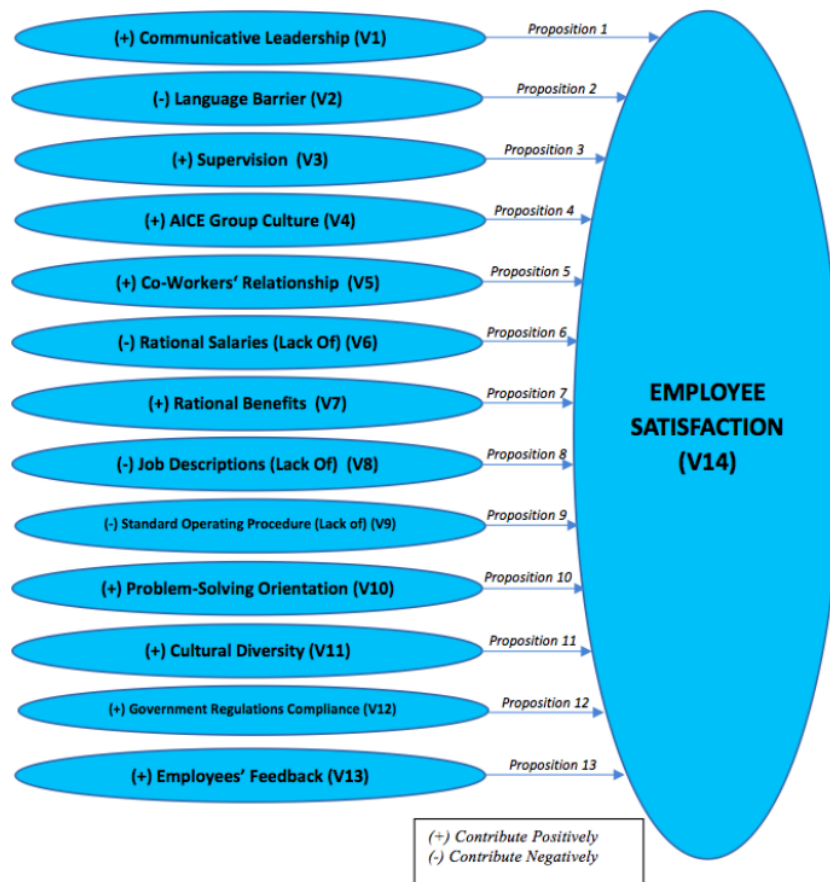 (+) Communicative Leadership (V1)
Proposition 1
(-) Language Barrier (V2)
Proposition 2
(+) Supervision (V3)
Proposition 3
(+) AICE Group Culture (V4)
Proposition 4
(+) Co-Workers‘ Relationship (V5)
Proposition 5
(-) Rational Salaries (Lack Of) (V6)
Proposition 6
(+) Rational Benefits (V7)
Proposition 7
(-) Job Descriptions (Lack Of) (V8)
Proposition 8
(-) Standard Operating Procedure (Lack of) (V9)
Proposition 9
(+) Problem-Solving Orientation (V10)
Proposition 10
(+) Cultural Diversity (V11)
Proposition 11
(+) Government Regulations Compliance (V12)
Proposition 12
(+) Employees’ Feedback (V13)
Proposition 13
EMPLOYEE
SATISFACTION
(V14)
(+) Contribute Positively
(-) Contribute Negatively